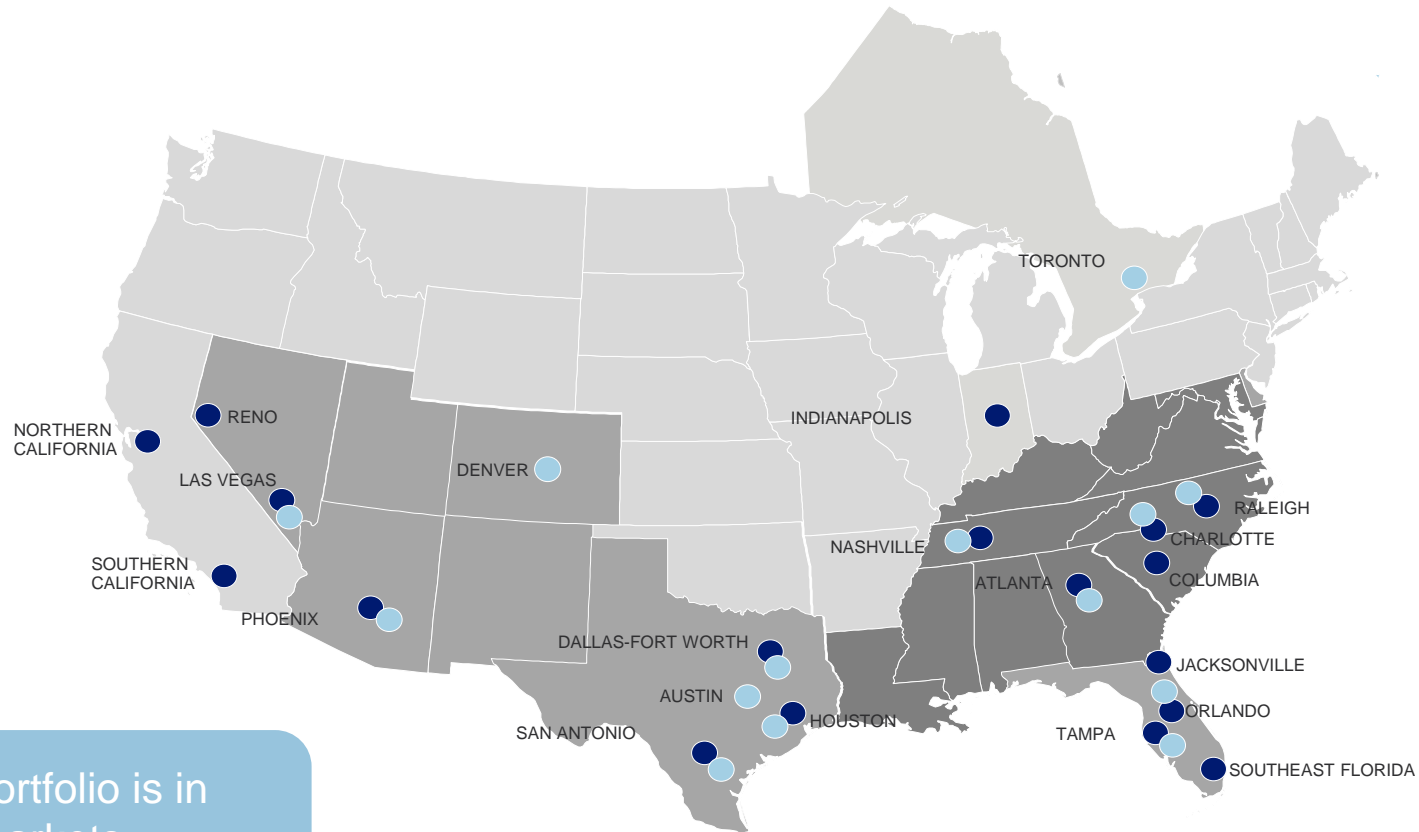 TORONTO
INDIANAPOLIS
RENO
NORTHERN
CALIFORNIA
DENVER
LAS VEGAS
RALEIGH
CHARLOTTE
NASHVILLE
SOUTHERN
CALIFORNIA
COLUMBIA
ATLANTA
PHOENIX
DALLAS-FORT WORTH
JACKSONVILLE
AUSTIN
ORLANDO
HOUSTON
SAN ANTONIO
TAMPA
SOUTHEAST FLORIDA
ortfolio is in